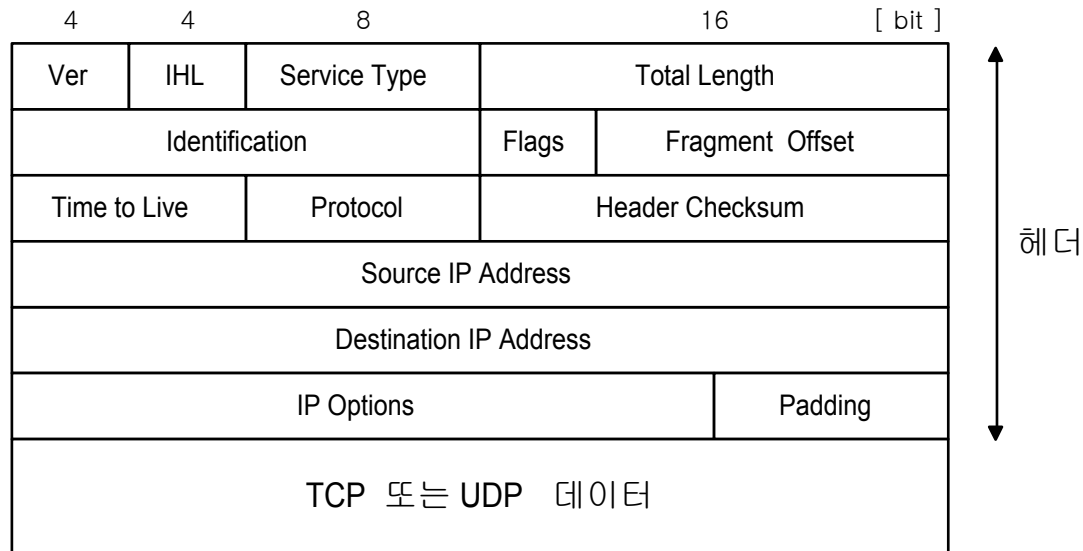 4 4 8 16 [ bit ]
Ver IHL Service Type Total Length
Identification Flags Fragment Offset
Time to Live Protocol Header Checksum
헤더
Source IP Address
Destination IP Address
IP Options Padding
TCP 또는 UDP 데이터